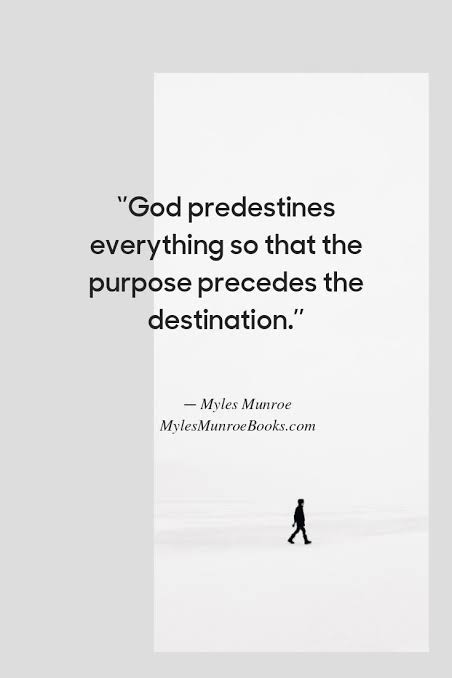 “God predestines
everything so that the
purpose precedes the
destination.”
— Myles Munroe
MylesMunroeBooks.com